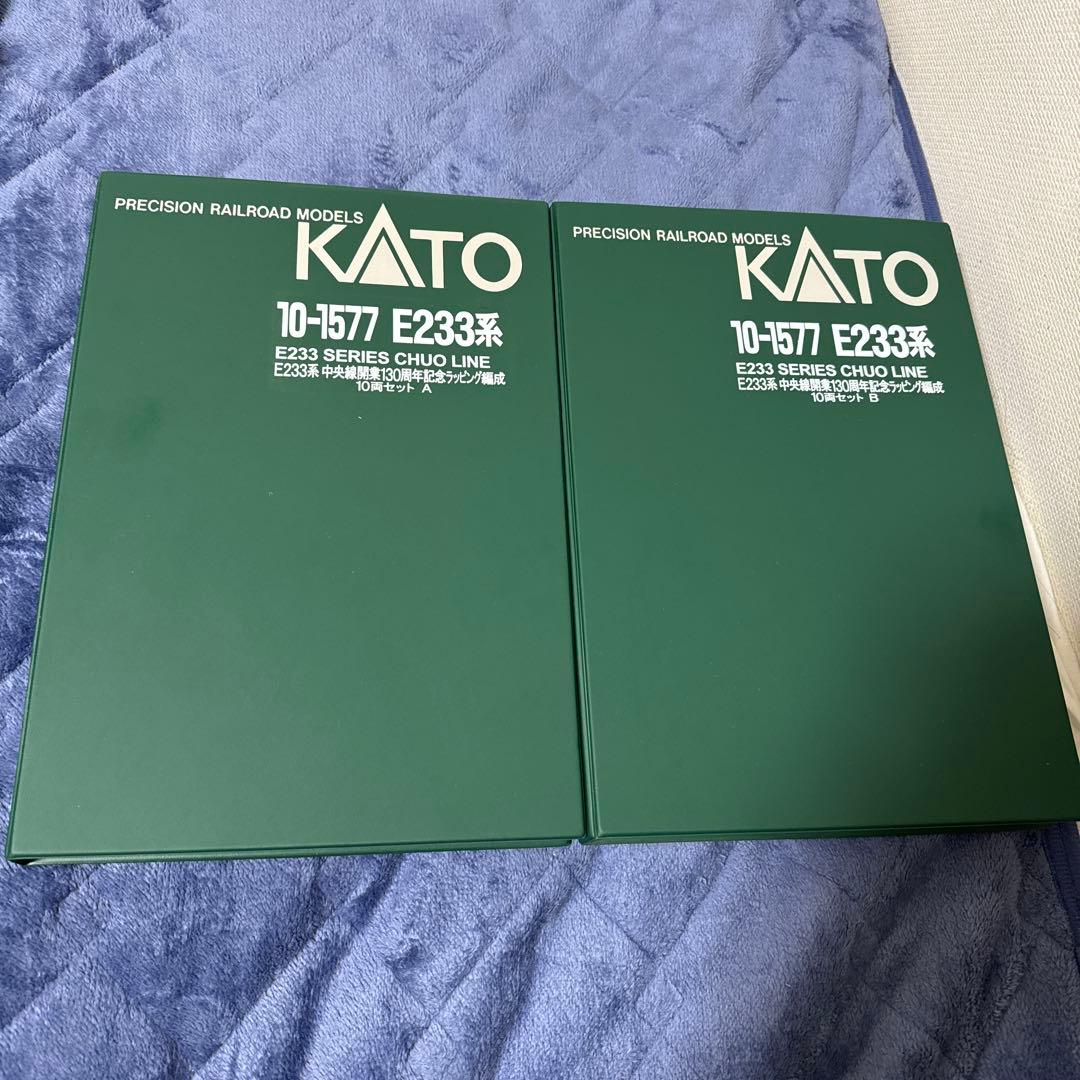 PRECISION RAILROAD MODELS
KATO
10-1577 E233系
E233 SERIES CHUO LINE
E233系 中央線開業130周年記念ラッピング編成
10両セット A
PRECISION RAILROAD MODELS
KATO
10-1577 E233系
E233 SERIES CHUO LINE
E233系 中央線開業130周年記念ラッピング編成
10両セット B